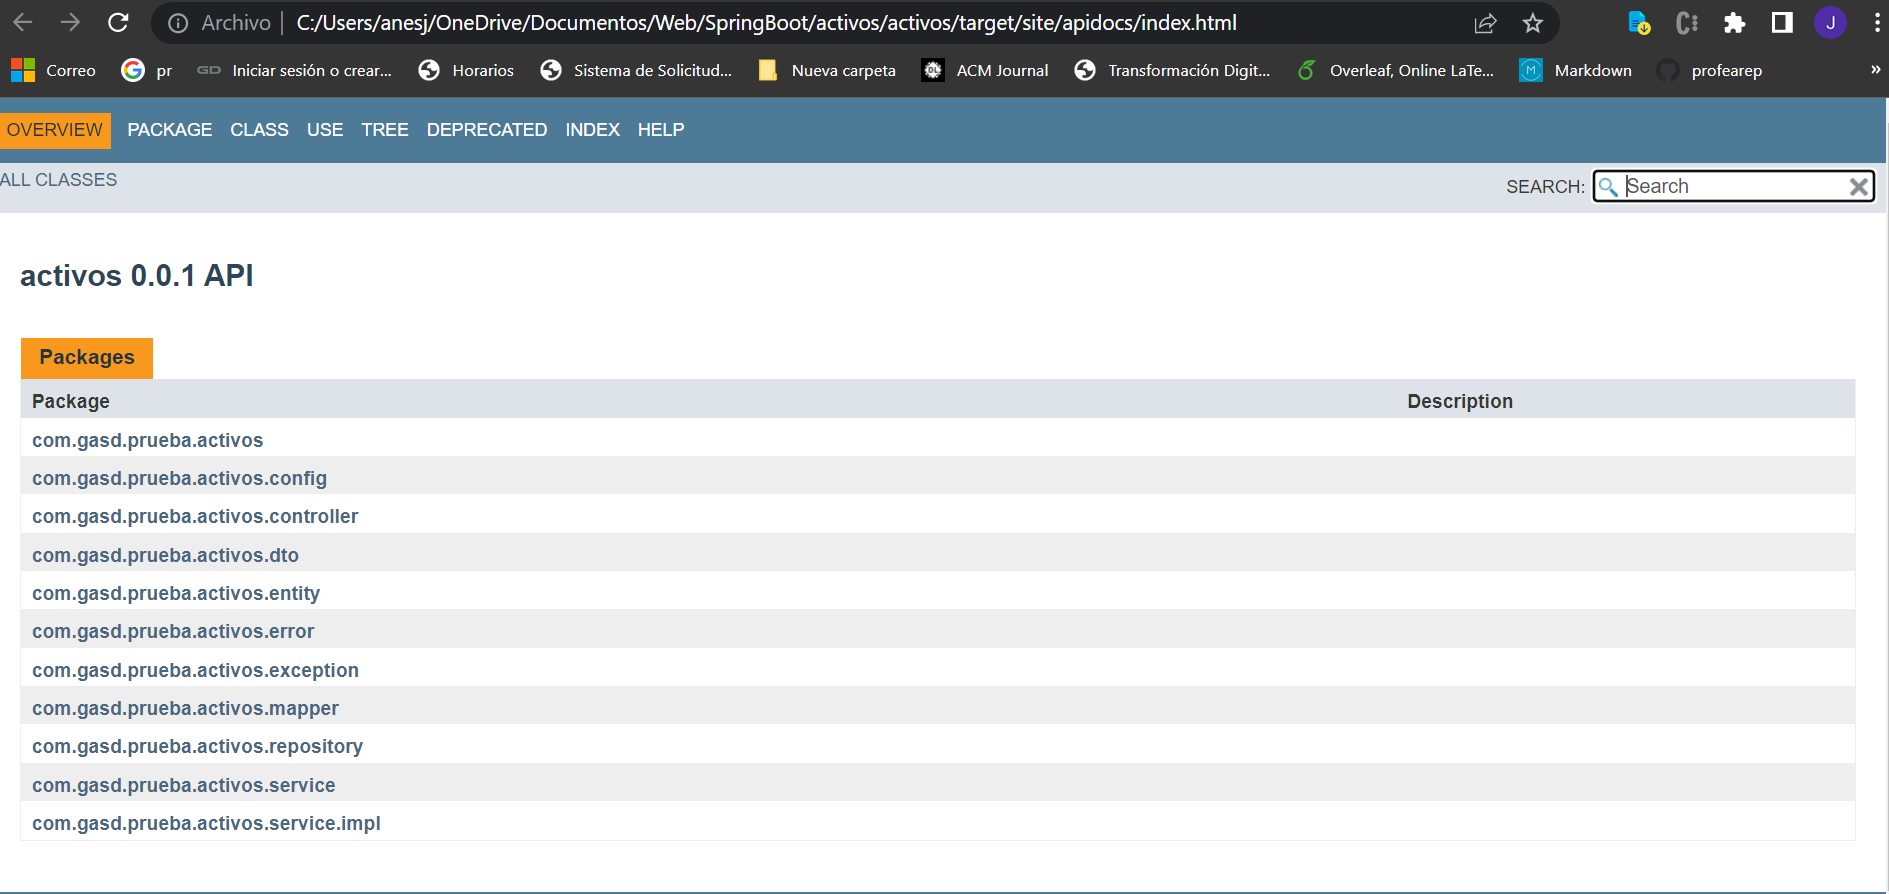 Archivo | C:/Users/anesj/OneDrive/Documentos/Web/SpringBoot/activos/activos/target/site/apidocs/index.html
J
Correo pr GD Iniciar sesión o crear... Horarios Sistema de Solicitud... Nueva carpeta OL ACM Journal Transformación Digit... Overleaf, Online LaTe... M Markdown profearep »
OVERVIEW PACKAGE CLASS USE TREE DEPRECATED INDEX HELP
ALL CLASSES
SEARCH: Search
activos 0.0.1 API
Packages
Package Description
com.gasd.prueba.activos
com.gasd.prueba.activos.config
com.gasd.prueba.activos.controller
com.gasd.prueba.activos.dto
com.gasd.prueba.activos.entity
com.gasd.prueba.activos.error
com.gasd.prueba.activos.exception
com.gasd.prueba.activos.mapper
com.gasd.prueba.activos.repository
com.gasd.prueba.activos.service
com.gasd.prueba.activos.service.impl